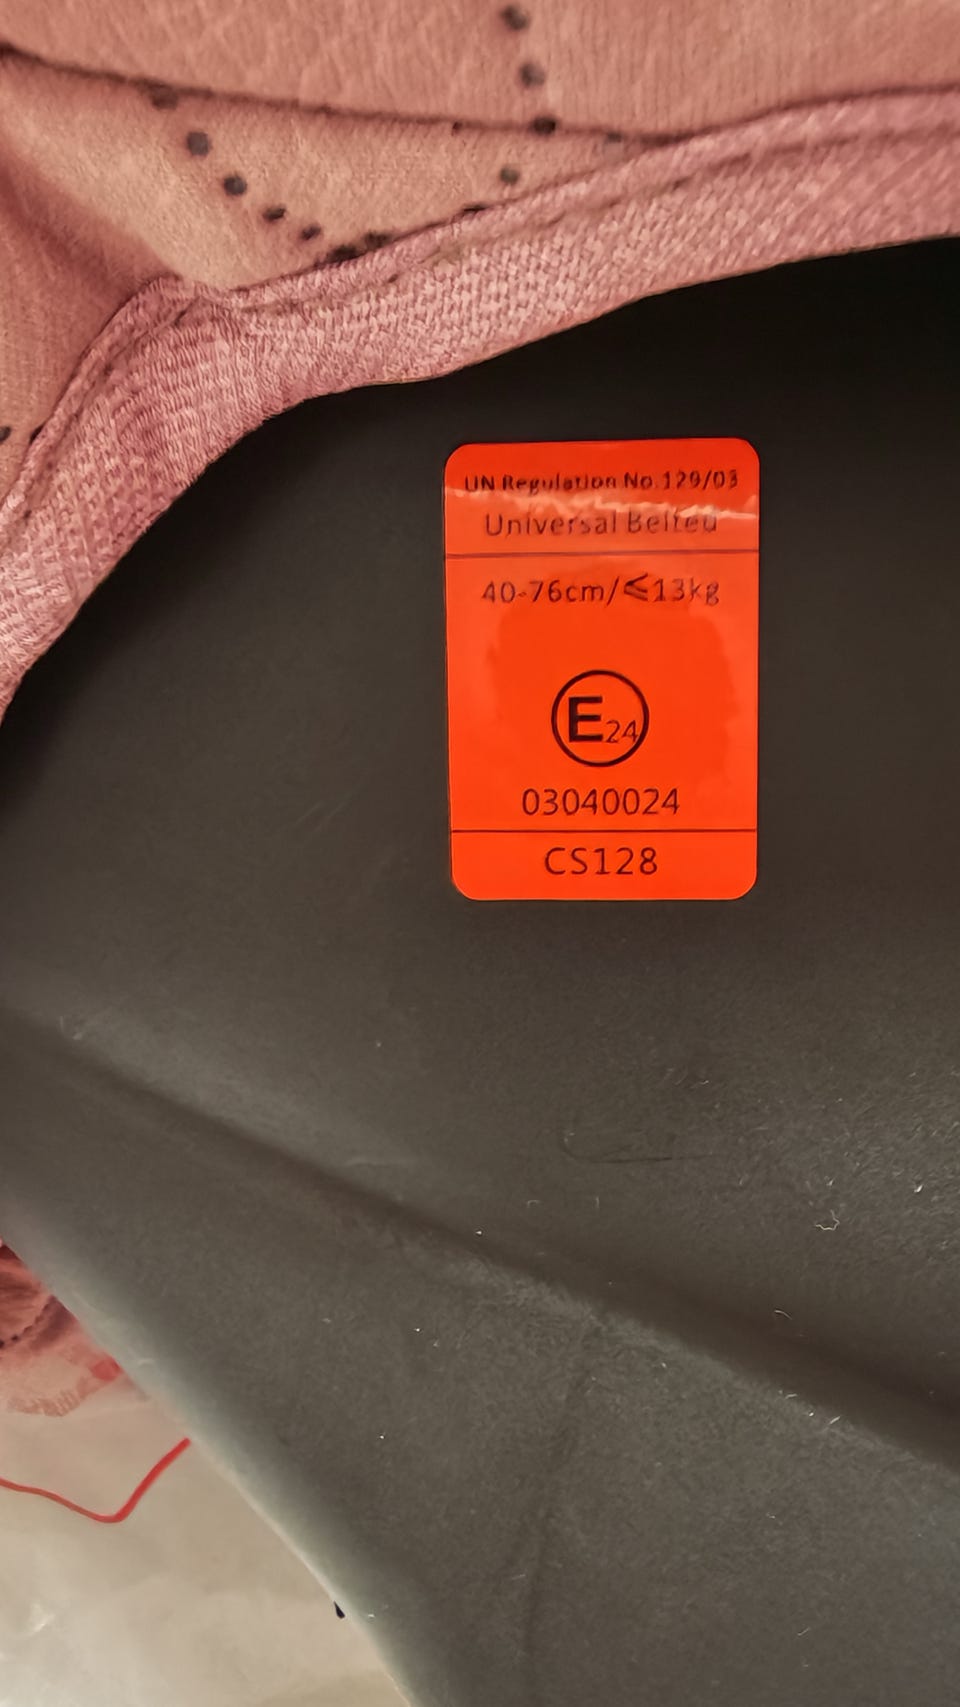 UN Regulation No.129/03
Universal Belted
40-76cm/≤13kg
E24
03040024
CS128